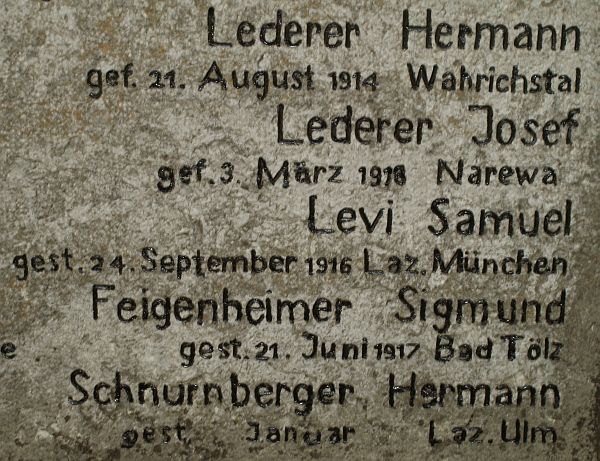 Lederer Hermann
gef. 21. August 1914 Wahrichstal
Lederer Josef
gef. 3. März 1918 Narewa
Levi Samuel
gest. 24. September 1916 Laz. München
Feigenheimer Sigmund
e gest. 21. Juni 1917 Bad Tölz
Schnurnberger Hermann
gest. Januar Laz. Ulm